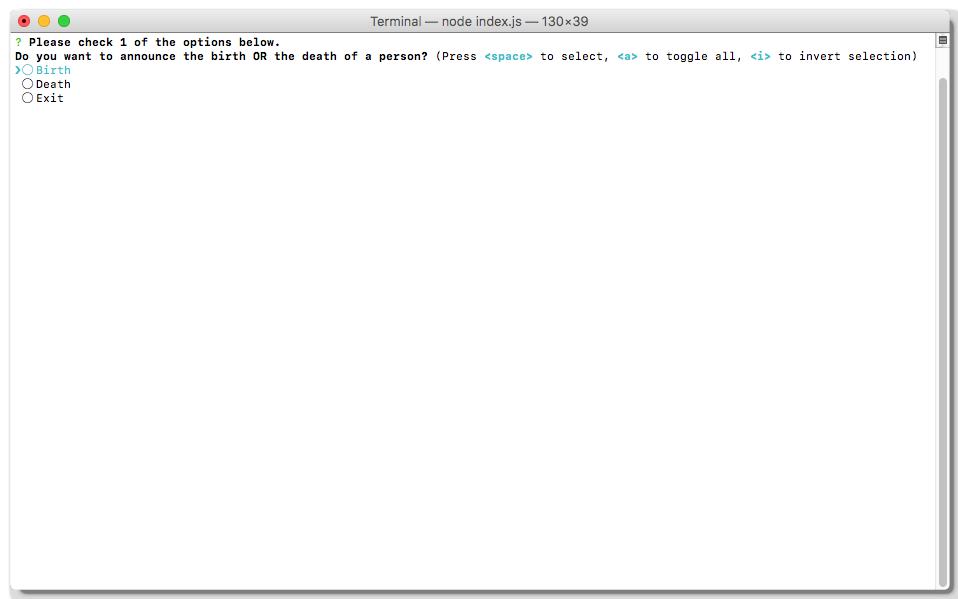 Terminal — node index.js — 130×39
? Please check 1 of the options below.
Do you want to announce the birth OR the death of a person? (Press <space> to select, <a> to toggle all, <i> to invert selection)
❯◯ Birth
◯ Death
◯ Exit